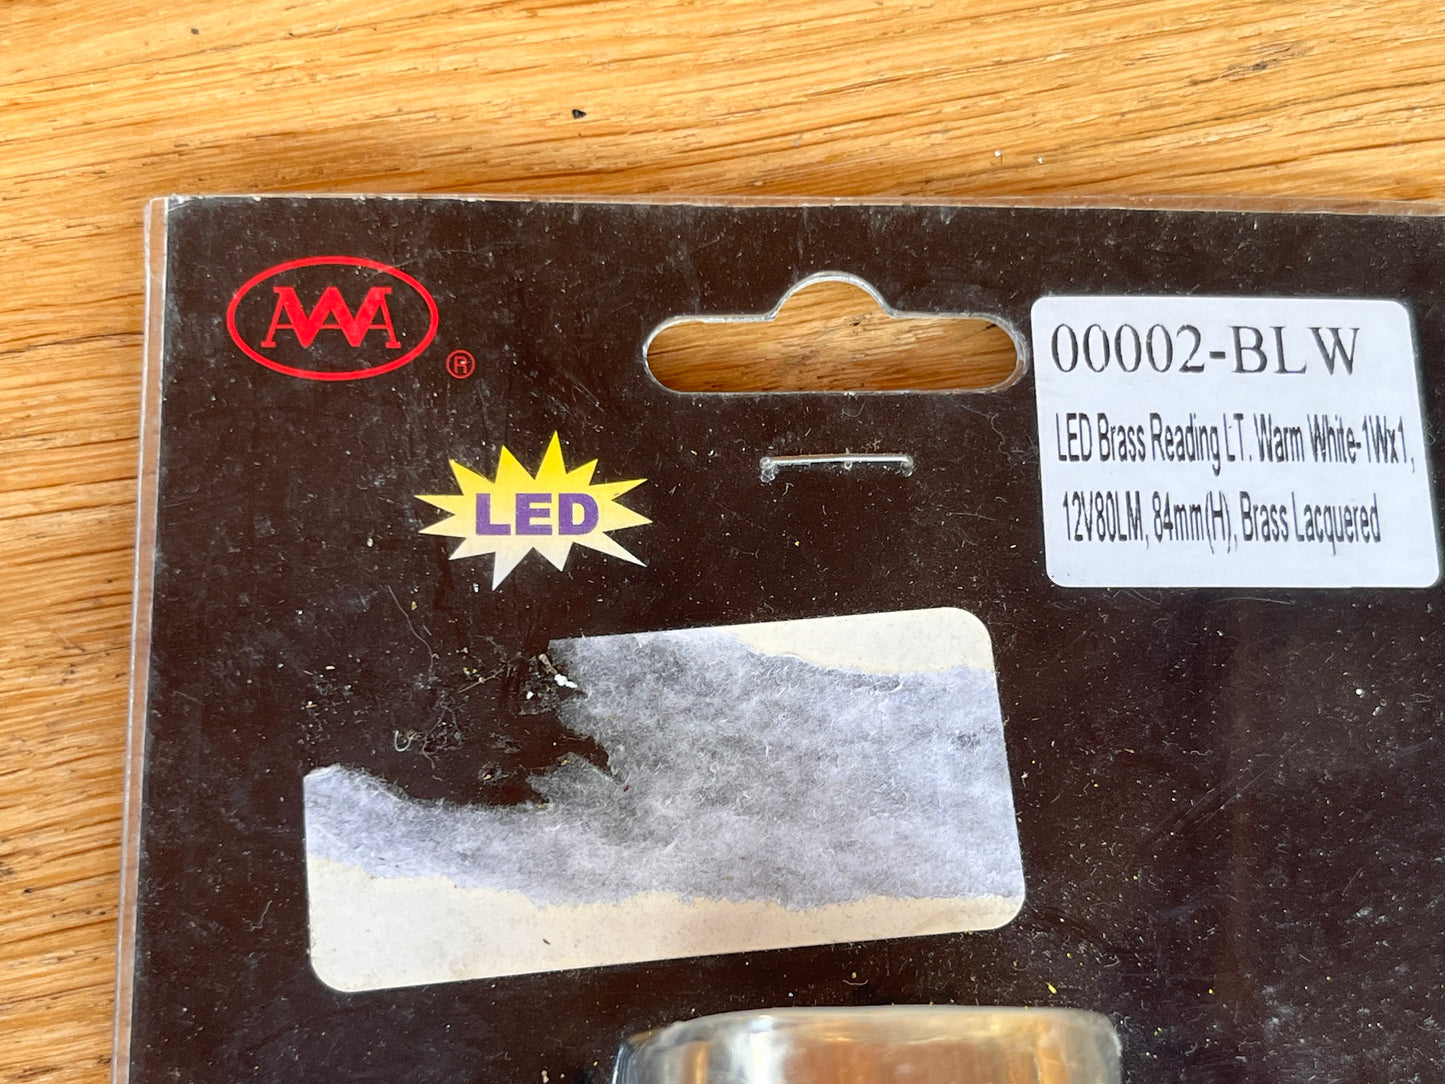 AAA
®
00002-BLW
LED Brass Reading LT. Warm White-1Wx1,
12V80LM, 84mm(H), Brass Lacquered
LED